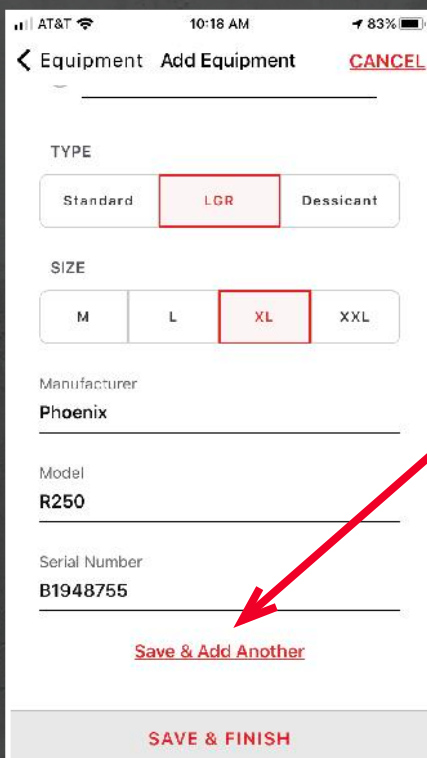 AT&T 10:18 AM 83%
Equipment Add Equipment CANCEL
TYPE
Standard LGR Dessicant
SIZE
M L XL XXL
Manufacturer
Phoenix
Model
R250
Serial Number
B1948755
Save & Add Another
SAVE & FINISH